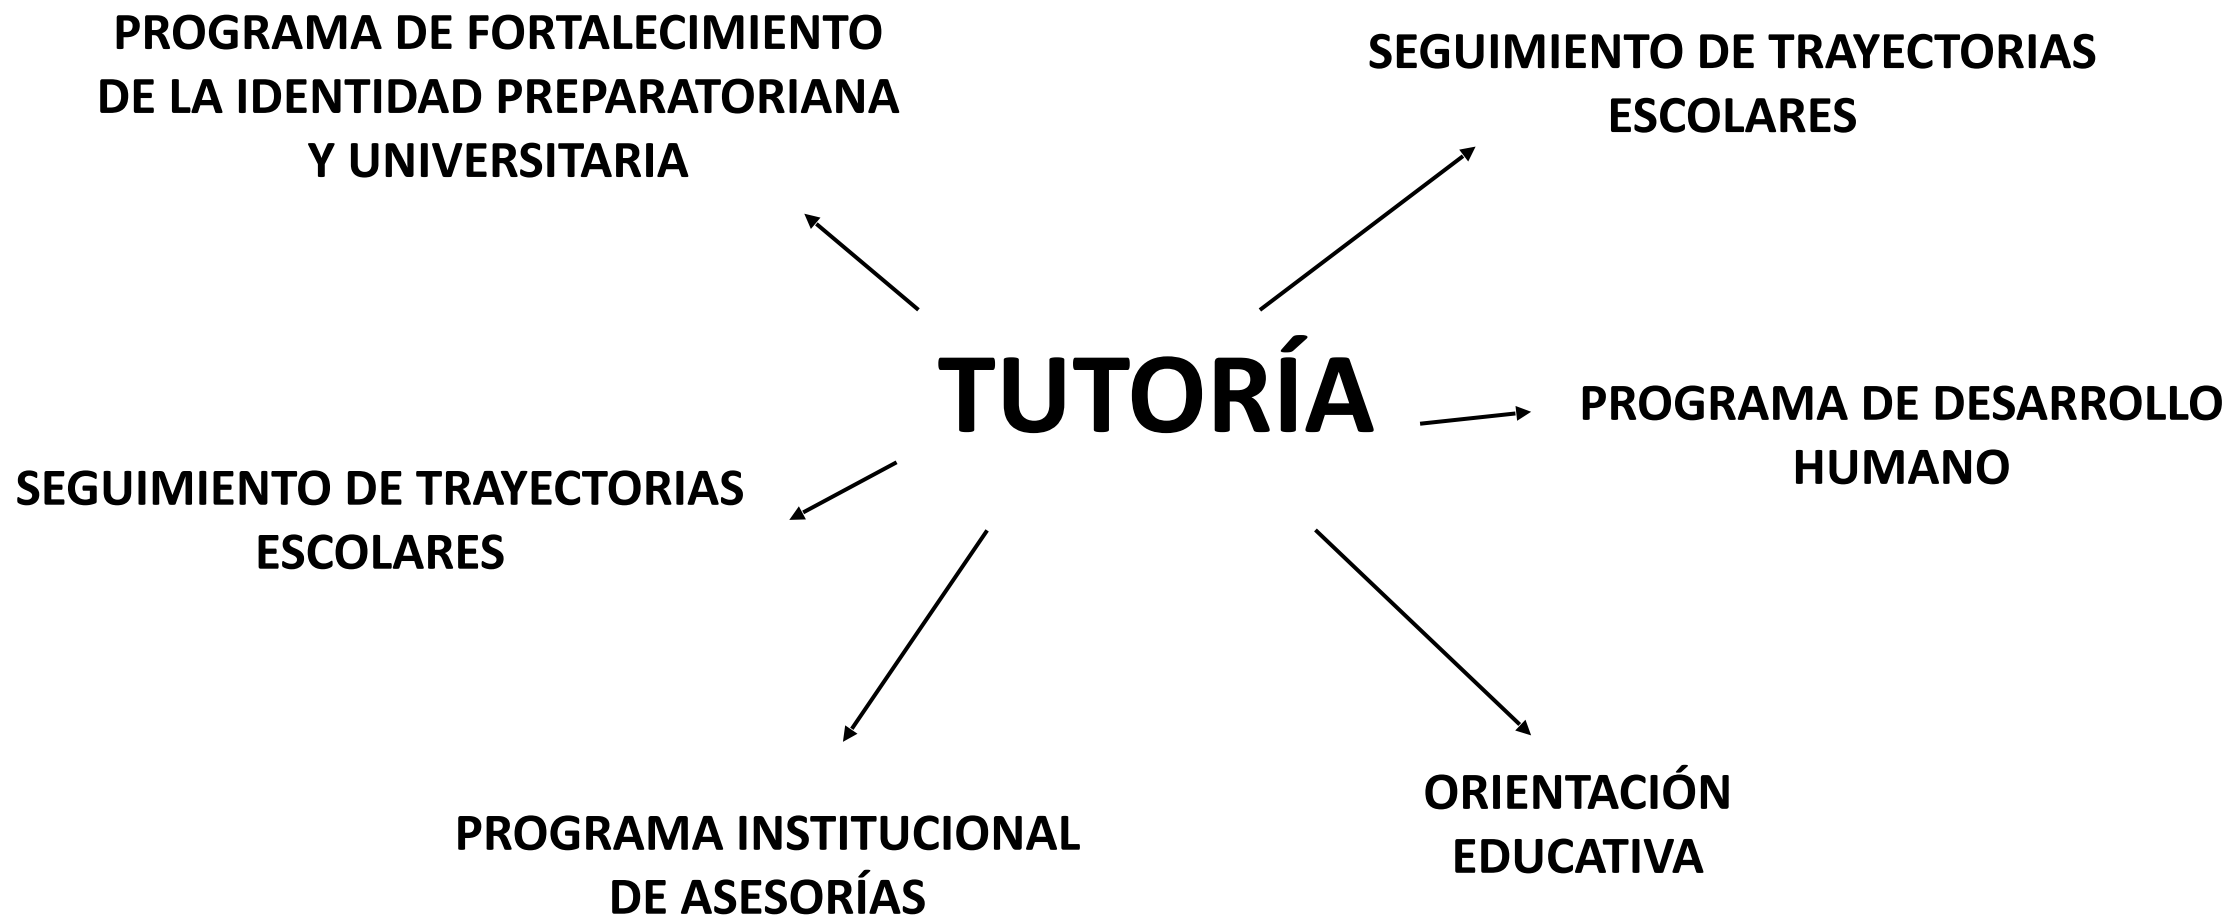 PROGRAMA DE FORTALECIMIENTO
DE LA IDENTIDAD PREPARATORIANA
Y UNIVERSITARIA
SEGUIMIENTO DE TRAYECTORIAS
ESCOLARES
TUTORÍA
PROGRAMA DE DESARROLLO
HUMANO
SEGUIMIENTO DE TRAYECTORIAS
ESCOLARES
ORIENTACIÓN
EDUCATIVA
PROGRAMA INSTITUCIONAL
DE ASESORÍAS